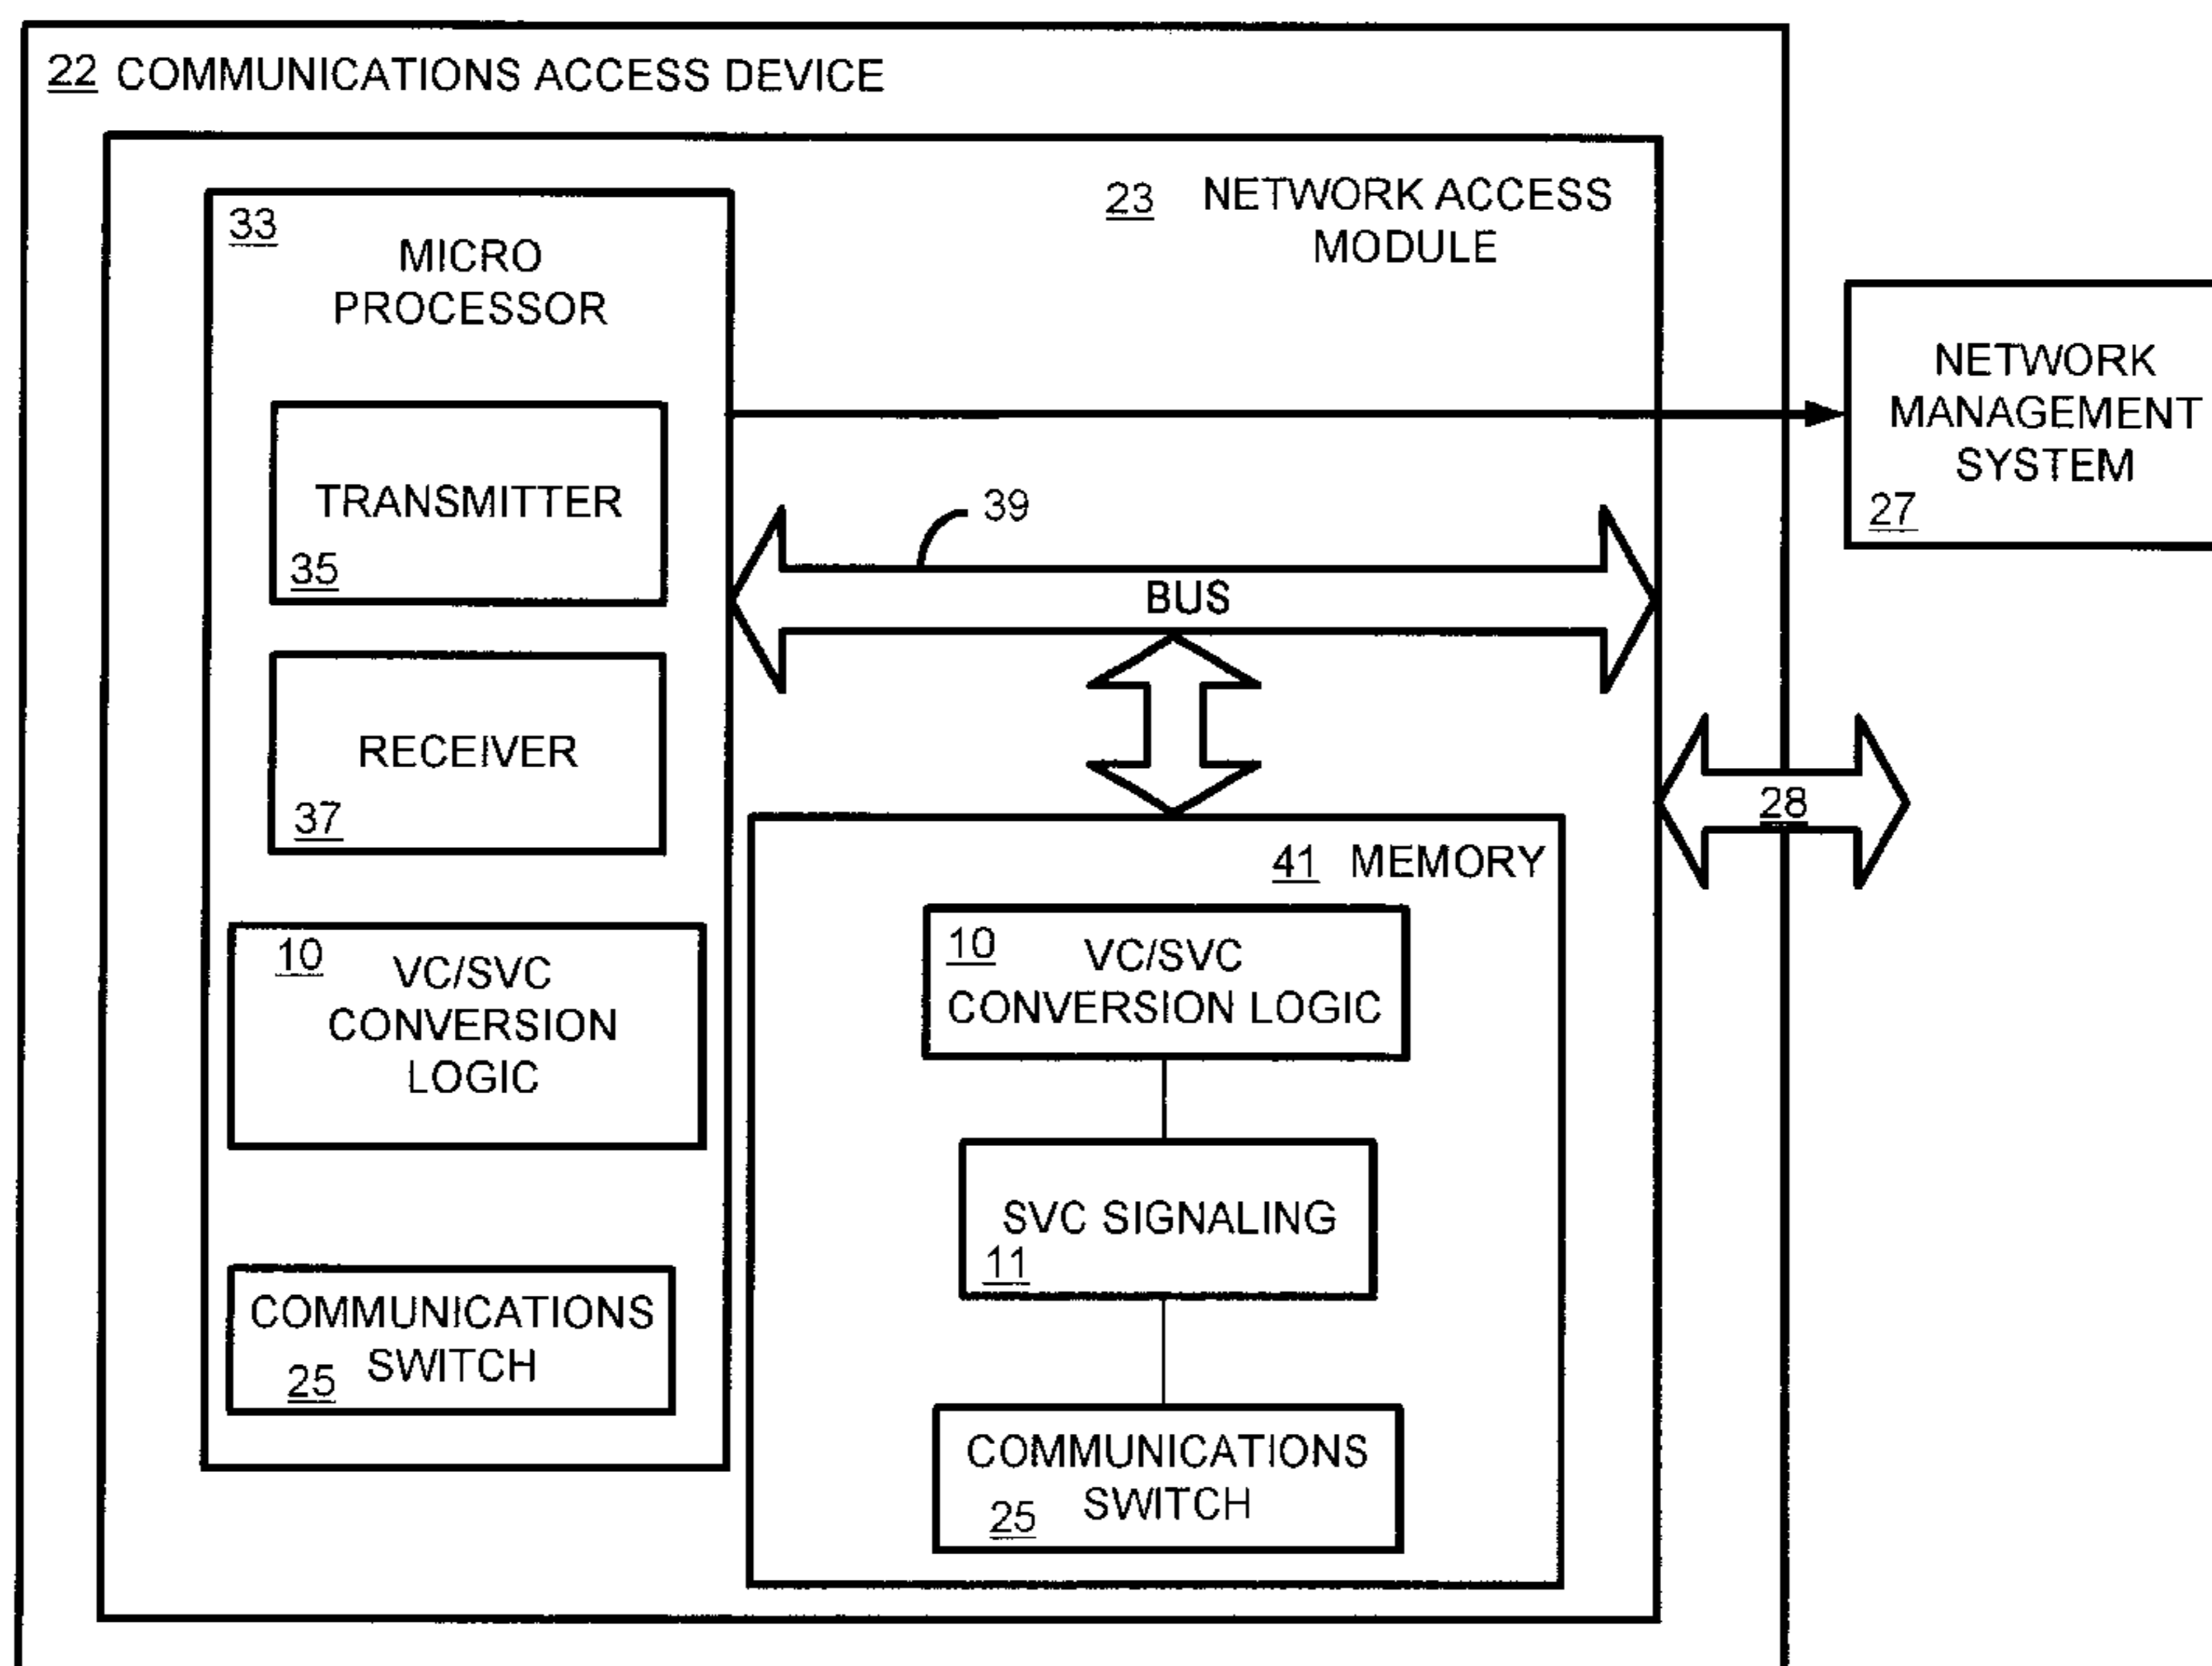 22 COMMUNICATIONS ACCESS DEVICE
23 NETWORK ACCESS
MODULE
33
MICRO
PROCESSOR
TRANSMITTER
35
RECEIVER
37
10
VC/SVC
CONVERSION
LOGIC
COMMUNICATIONS
SWITCH
25
39
BUS
NETWORK
MANAGEMENT
SYSTEM
27
28
41 MEMORY
10
VC/SVC
CONVERSION LOGIC
SVC SIGNALING
11
COMMUNICATIONS
SWITCH
25